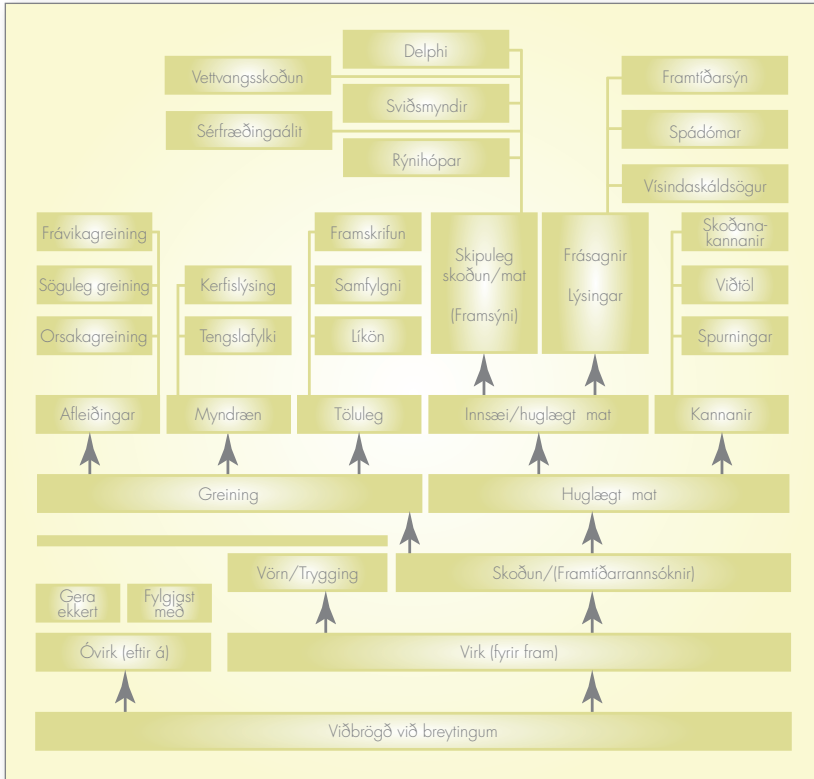 Delphi
Vettvangsskoðun
Framtíðarsýn
Sviðsmyndir
Sérfræðingaálit
Spádómar
Rýnihópar
Vísindaskáldsögur
Frávikagreining
Framskrifun
Skipuleg
skoðun/mat
(Framsýni)
Frásagnir
Lýsingar
Skoðana-
kannanir
Söguleg greining
Kerfislýsing
Samfylgni
Viðtöl
Orsakagreining
Tengslafylki
Líkön
Spurningar
Afleiðingar
Myndræn
Töluleg
Innsæi/huglægt mat
Kannanir
Greining
Huglægt mat
Vörn/Trygging
Skoðun/(Framtíðarrannsóknir)
Gera
ekkert
Fylgjast
með
Óvirk (eftir á)
Virk (fyrir fram)
Viðbrögð við breytingum